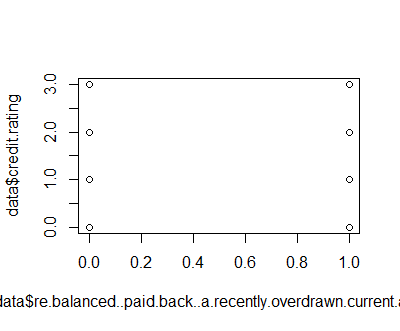 data$credit.rating
3.0
2.0
1.0
0.0
0.0 0.2 0.4 0.6 0.8 1.0
data$re.balanced..paid.back..a.recently.overdrawn.current.a